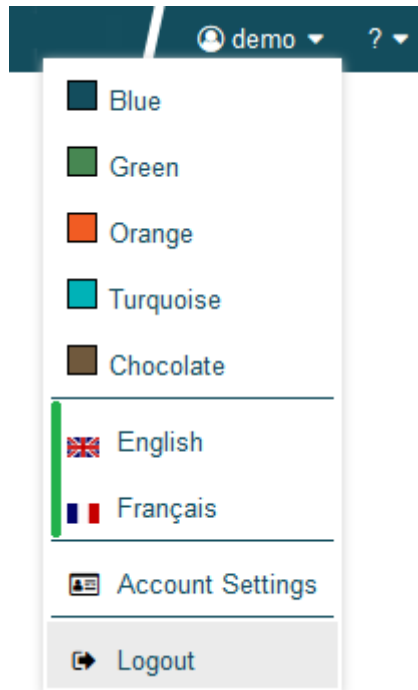 demo ?
Blue
Green
Orange
Turquoise
Chocolate
English
Français
Account Settings
Logout